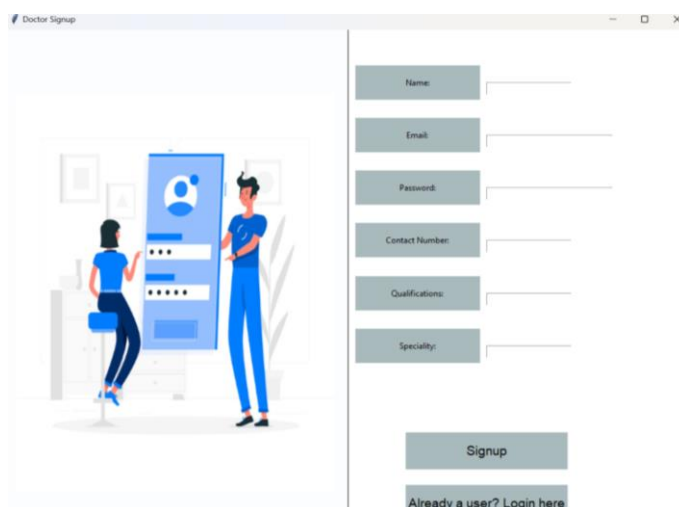 Doctor Signup
Name:
Email:
Password:
Contact Number:
Qualifications:
Speciality:
Signup
Already a user? Login here